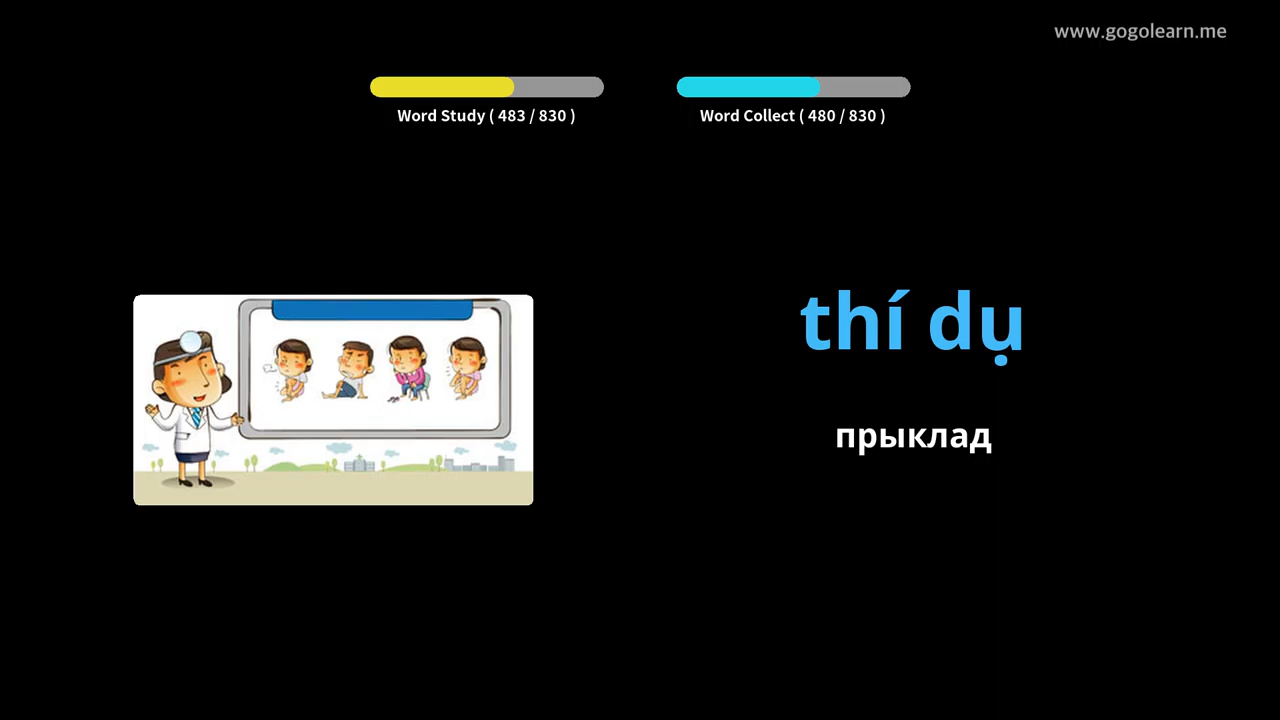 www.gogolearn.me
Word Study ( 483 / 830 )
Word Collect ( 480 / 830 )
thí dụ
прыклад